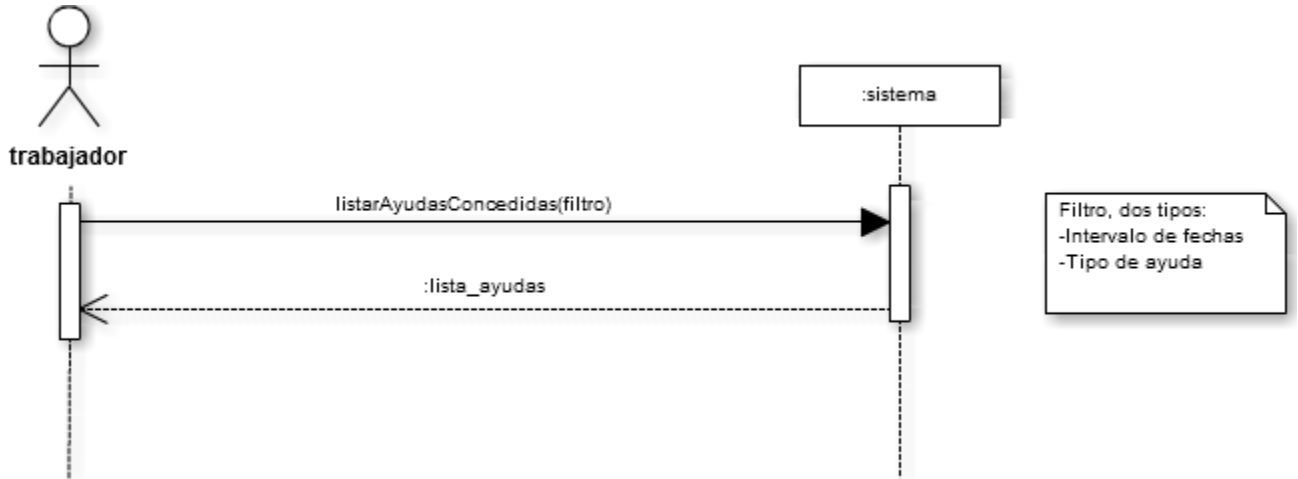 :sistema
trabajador
listarAyudasConcedidas(filtro)
Filtro, dos tipos:
-Intervalo de fechas
-Tipo de ayuda
:lista_ayudas